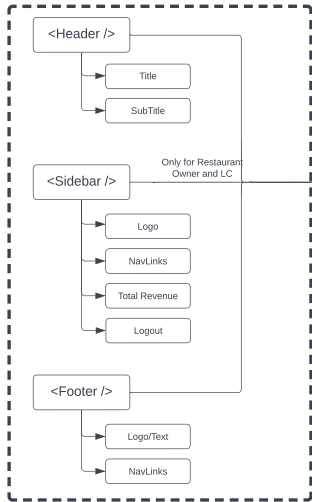 <Header />
Title
SubTitle
Only for Restaurant
Owner and LC
<Sidebar />
Logo
NavLinks
Total Revenue
Logout
<Footer />
Logo/Text
NavLinks